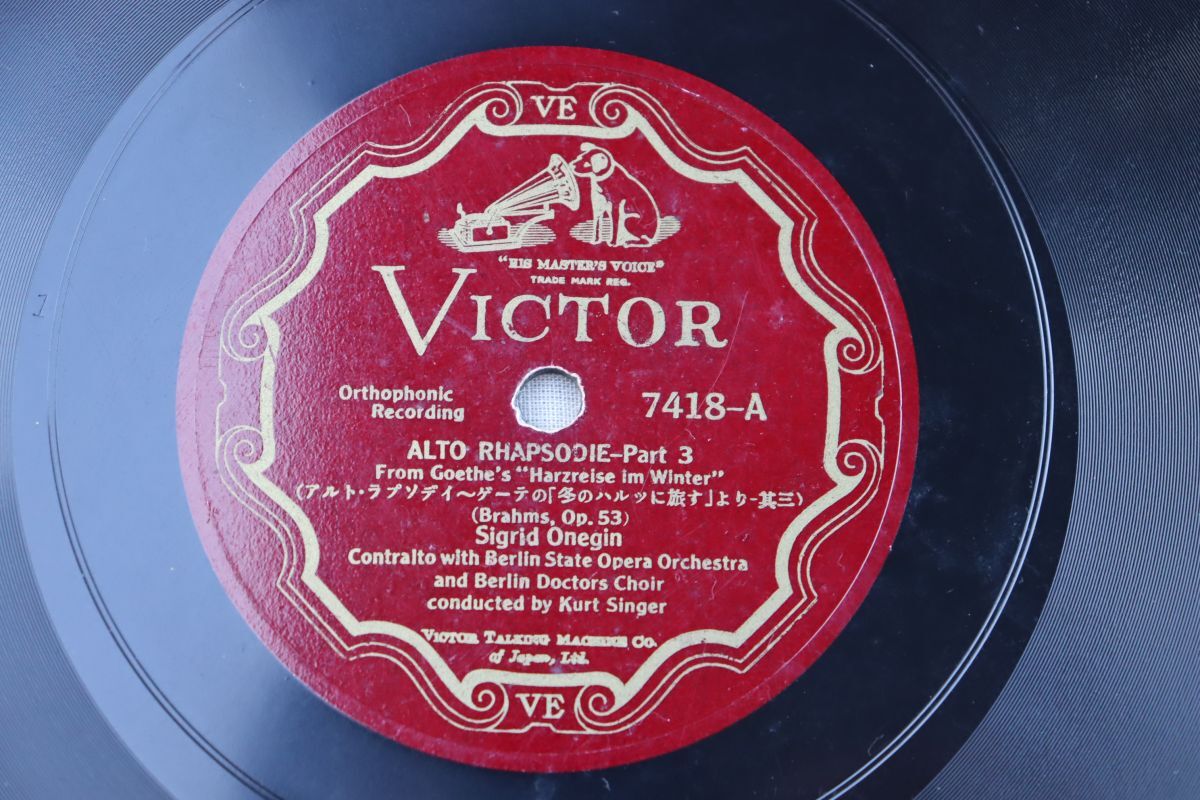 VE
"HIS MASTER'S VOICE"
TRADE MARK REG.
VICTOR
Orthophonic
Recording
7418-A
ALTO RHAPSODIE-Part 3
From Goethe's "Harzreise im Winter"
(アルト・ラプソデイ～ゲーテの「冬のハルツに旅す」より-其三)
(Brahms, Op. 53)
Sigrid Onegin
Contralto with Berlin State Opera Orchestra
and Berlin Doctors Choir
conducted by Kurt Singer
VICTOR TALKING MACHINE CO.
of Japan, Ltd.
VE